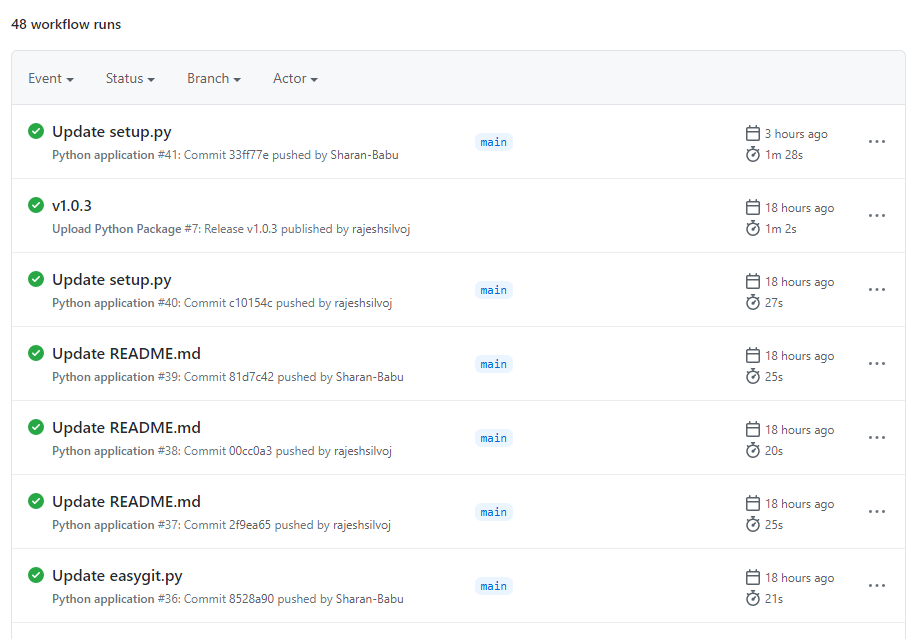 48 workflow runs
Event Status Branch Actor
Update setup.py
Python application #41: Commit 33ff77e pushed by Sharan-Babu
main
3 hours ago
1m 28s
v1.0.3
Upload Python Package #7: Release v1.0.3 published by rajeshsilvoj
18 hours ago
1m 2s
Update setup.py
Python application #40: Commit c10154c pushed by rajeshsilvoj
main
18 hours ago
27s
Update README.md
Python application #39: Commit 81d7c42 pushed by Sharan-Babu
main
18 hours ago
25s
Update README.md
Python application #38: Commit 00cc0a3 pushed by rajeshsilvoj
main
18 hours ago
20s
Update README.md
Python application #37: Commit 2f9ea65 pushed by rajeshsilvoj
main
18 hours ago
25s
Update easygit.py
Python application #36: Commit 8528a90 pushed by Sharan-Babu
main
18 hours ago
21s